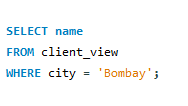 SELECT name
FROM client_view
WHERE city = 'Bombay';